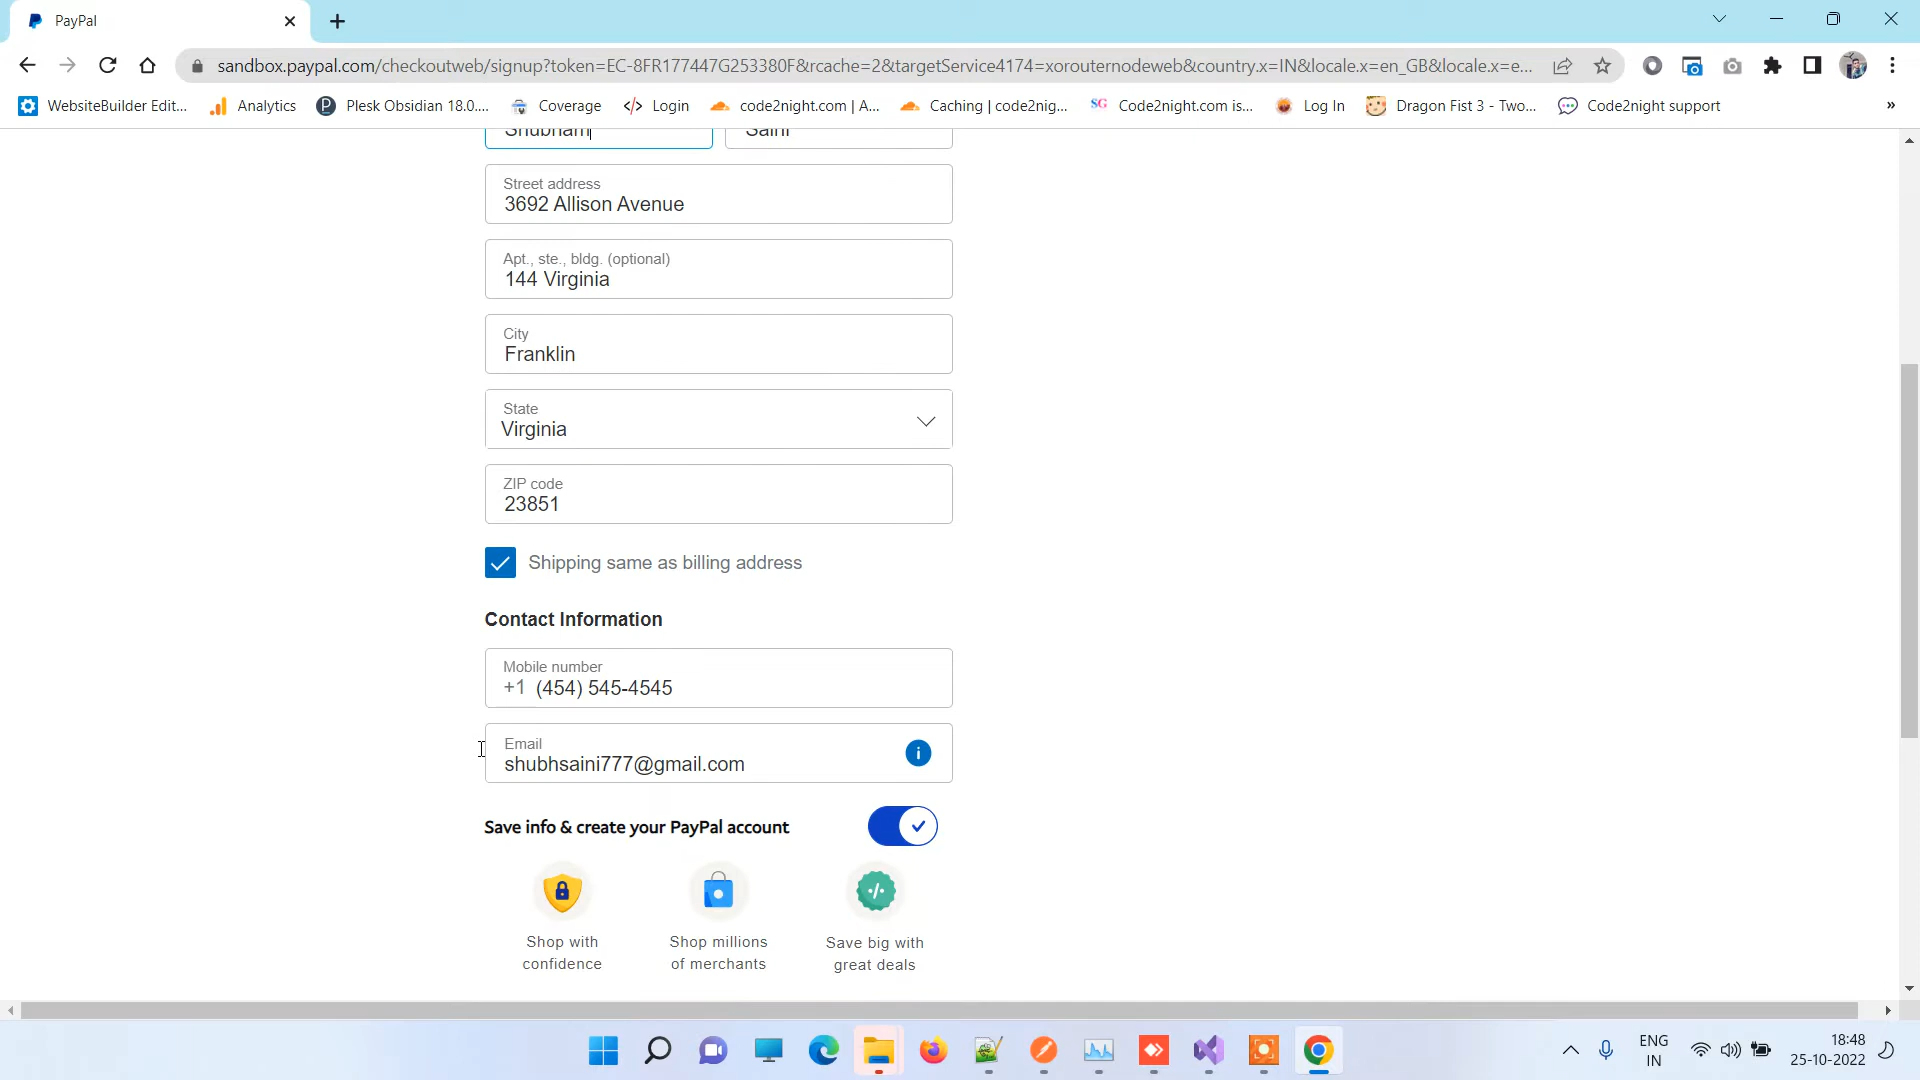 PayPal
sandbox.paypal.com/checkoutweb/signup?token=EC-8FR177447G253380F&rcache=2&targetService4174=xorouternodeweb&country.x=IN&locale.x=en_GB&locale.x=e...
WebsiteBuilder Edit... Analytics Plesk Obsidian 18.0.... Coverage Login code2night.com | A... Caching | code2nig... SG Code2night.com is... Log In Dragon Fist 3 - Two... Code2night support »
Shubham Saini
Street address
3692 Allison Avenue
Apt., ste., bldg. (optional)
144 Virginia
City
Franklin
State
Virginia
ZIP code
23851
Shipping same as billing address
Contact Information
Mobile number
+1 (454) 545-4545
Email
shubhsaini777@gmail.com
Save info & create your PayPal account
Shop with confidence
Shop millions of merchants
Save big with great deals
ENG
IN
18:48
25-10-2022